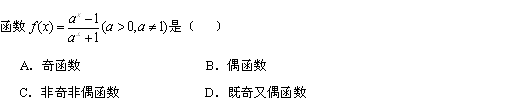 函数 f(x)=\frac{a^x-1}{a^x+1}(a>0,a≠1)是（　　）
A．奇函数　　B．偶函数
C．非奇非偶函数　　D．既奇又偶函数